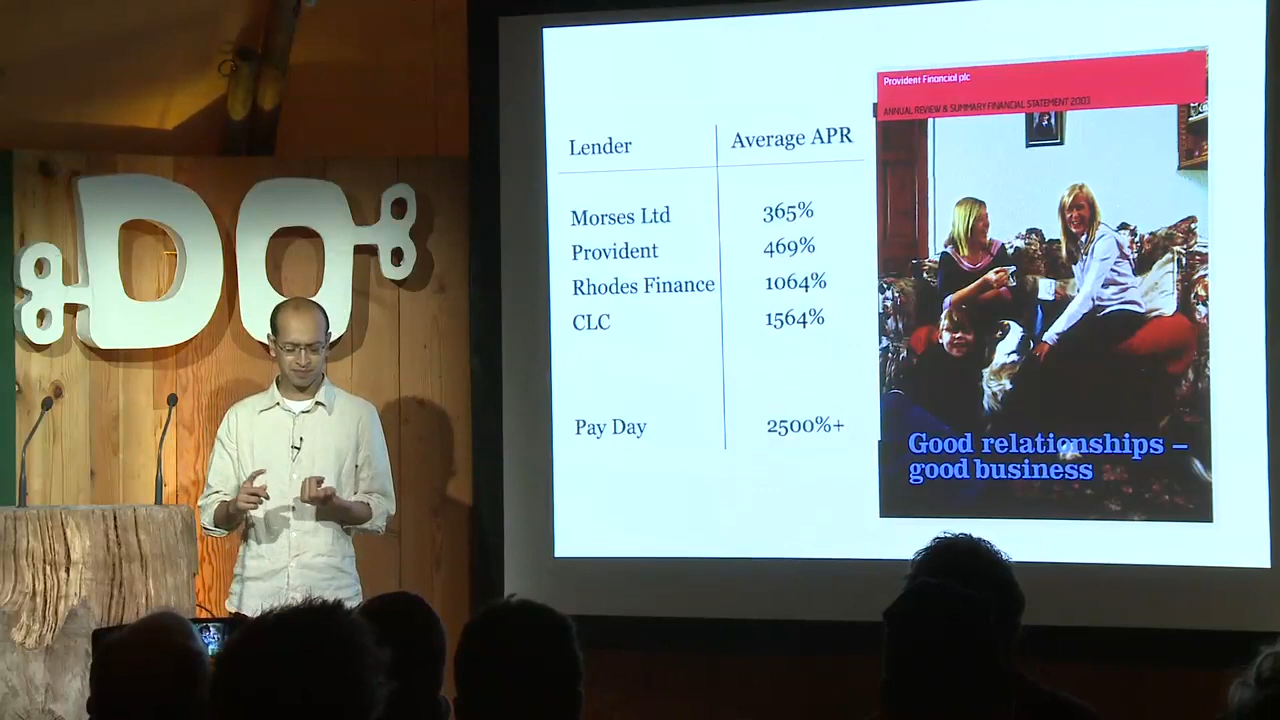 DO
Lender Average APR
Morses Ltd 365%
Provident 469%
Rhodes Finance 1064%
CLC 1564%
Pay Day 2500%+
Provident Financial plc
ANNUAL REVIEW & SUMMARY FINANCIAL STATEMENT 2003
Good relationships –
good business